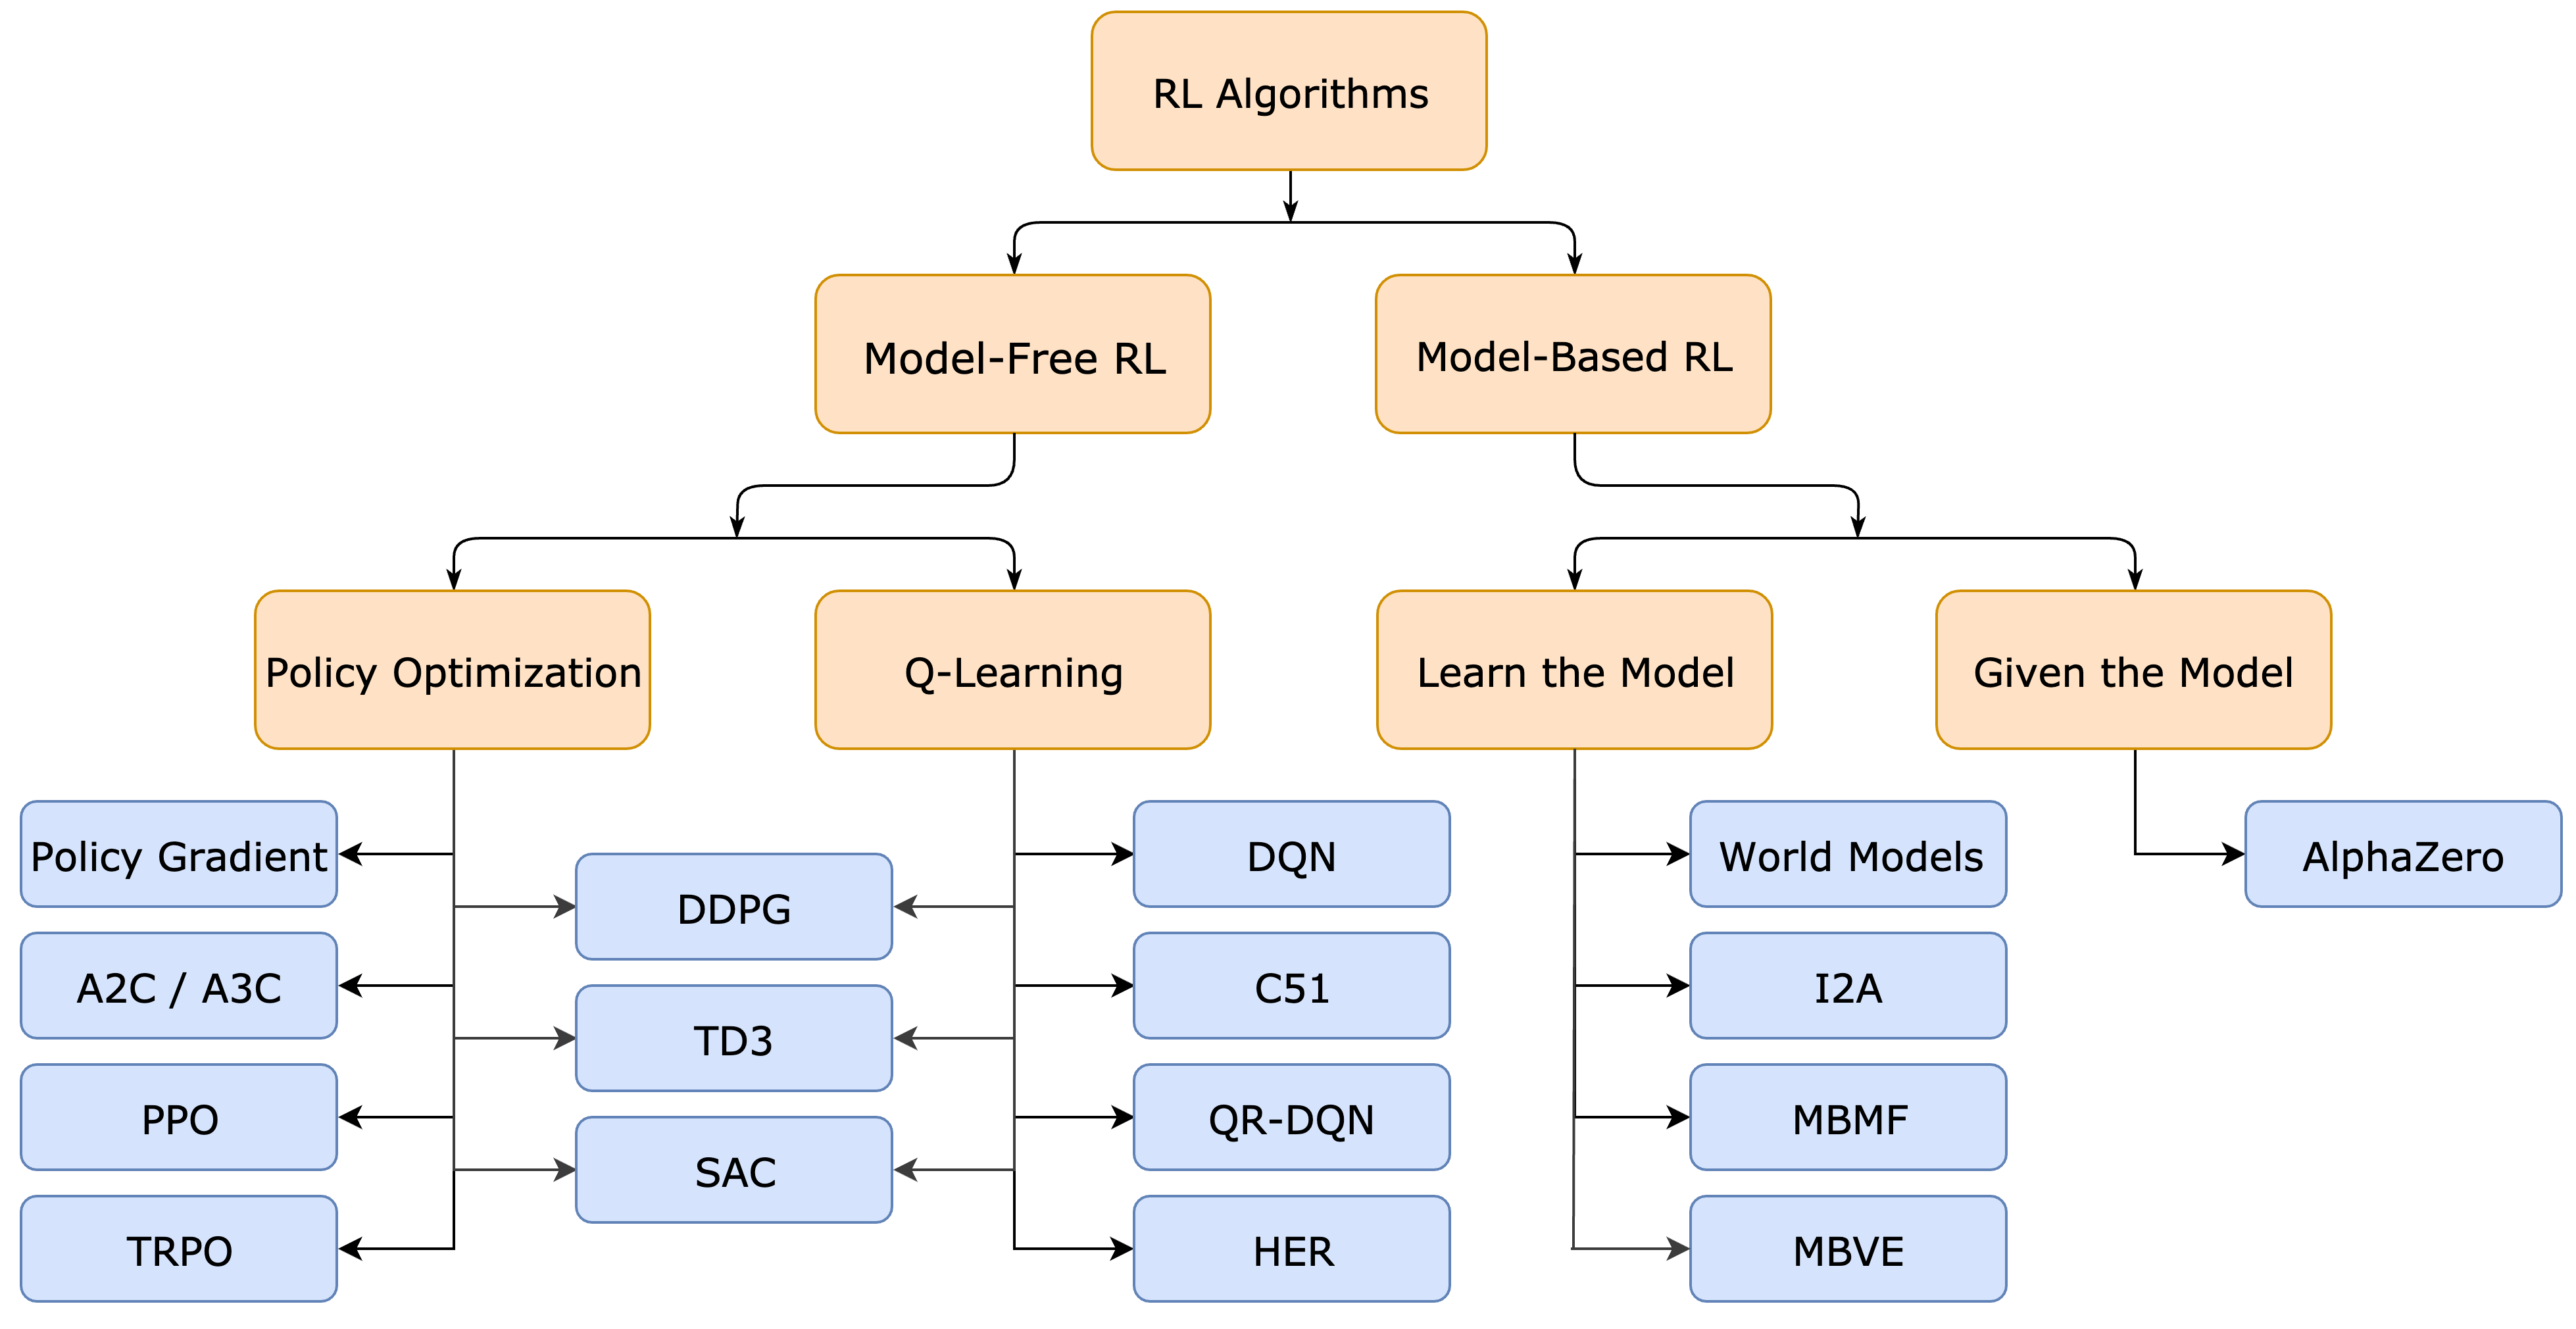 RL Algorithms
Model-Free RL
Model-Based RL
Policy Optimization
Q-Learning
Learn the Model
Given the Model
Policy Gradient
A2C / A3C
PPO
TRPO
DDPG
TD3
SAC
DQN
C51
QR-DQN
HER
World Models
I2A
MBMF
MBVE
AlphaZero